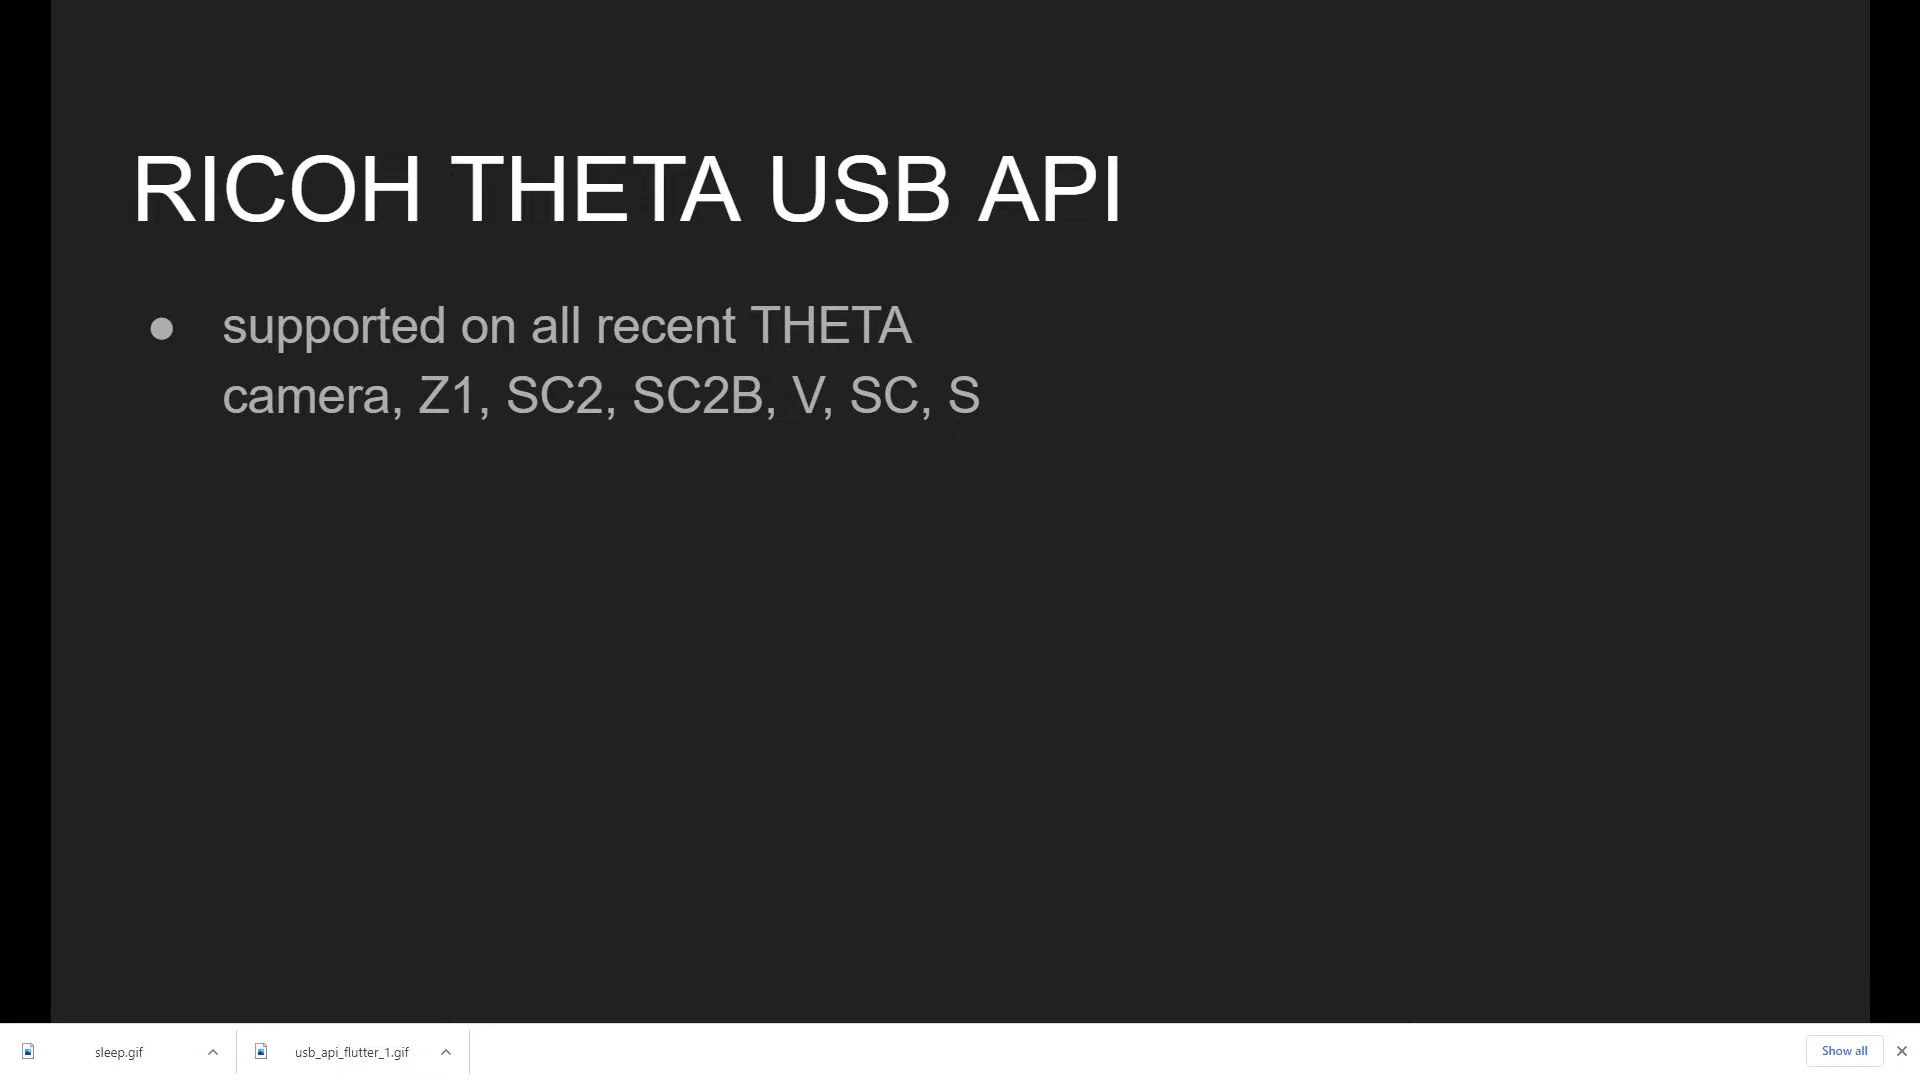 RICOH THETA USB API
● supported on all recent THETA
camera, Z1, SC2, SC2B, V, SC, S
sleep.gif
usb_api_flutter_1.gif
Show all